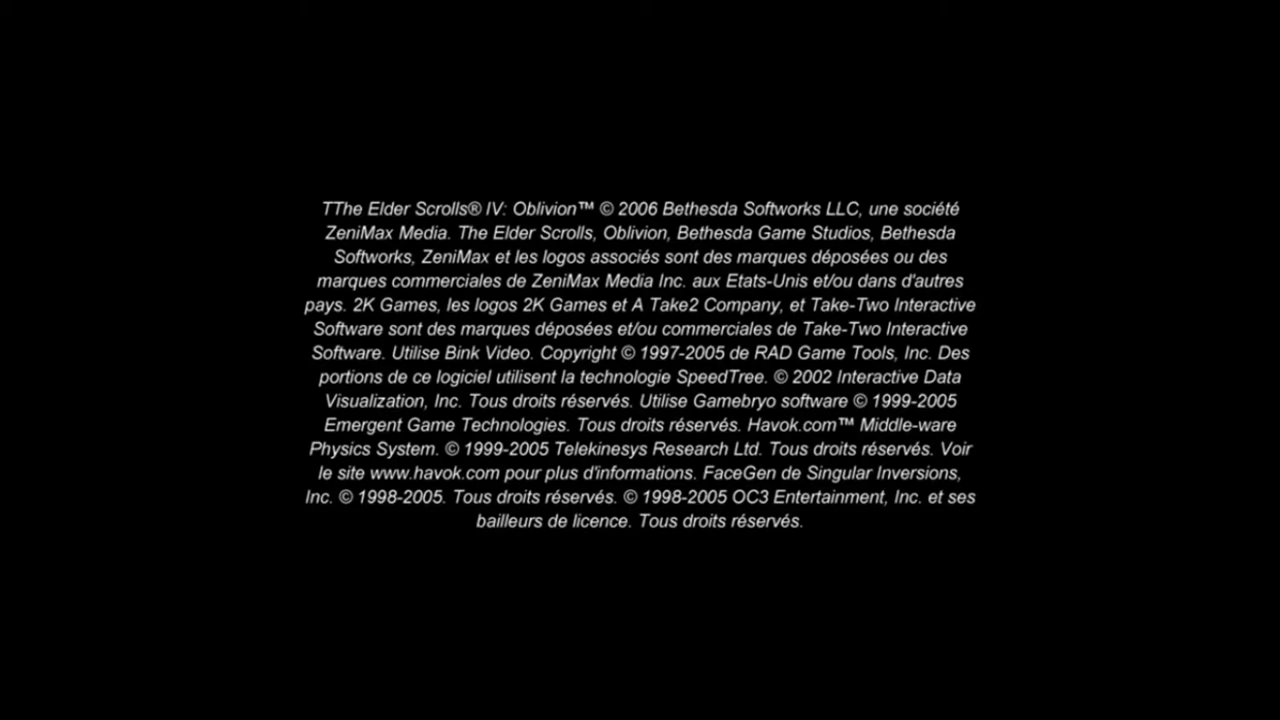 TThe Elder Scrolls® IV: Oblivion™ © 2006 Bethesda Softworks LLC, une société
ZeniMax Media. The Elder Scrolls, Oblivion, Bethesda Game Studios, Bethesda
Softworks, ZeniMax et les logos associés sont des marques déposées ou des
marques commerciales de ZeniMax Media Inc. aux Etats-Unis et/ou dans d'autres
pays. 2K Games, les logos 2K Games et A Take2 Company, et Take-Two Interactive
Software sont des marques déposées et/ou commerciales de Take-Two Interactive
Software. Utilise Bink Video. Copyright © 1997-2005 de RAD Game Tools, Inc. Des
portions de ce logiciel utilisent la technologie SpeedTree. © 2002 Interactive Data
Visualization, Inc. Tous droits réservés. Utilise Gamebryo software © 1999-2005
Emergent Game Technologies. Tous droits réservés. Havok.com™ Middle-ware
Physics System. © 1999-2005 Telekinesys Research Ltd. Tous droits réservés. Voir
le site www.havok.com pour plus d'informations. FaceGen de Singular Inversions,
Inc. © 1998-2005. Tous droits réservés. © 1998-2005 OC3 Entertainment, Inc. et ses
bailleurs de licence. Tous droits réservés.